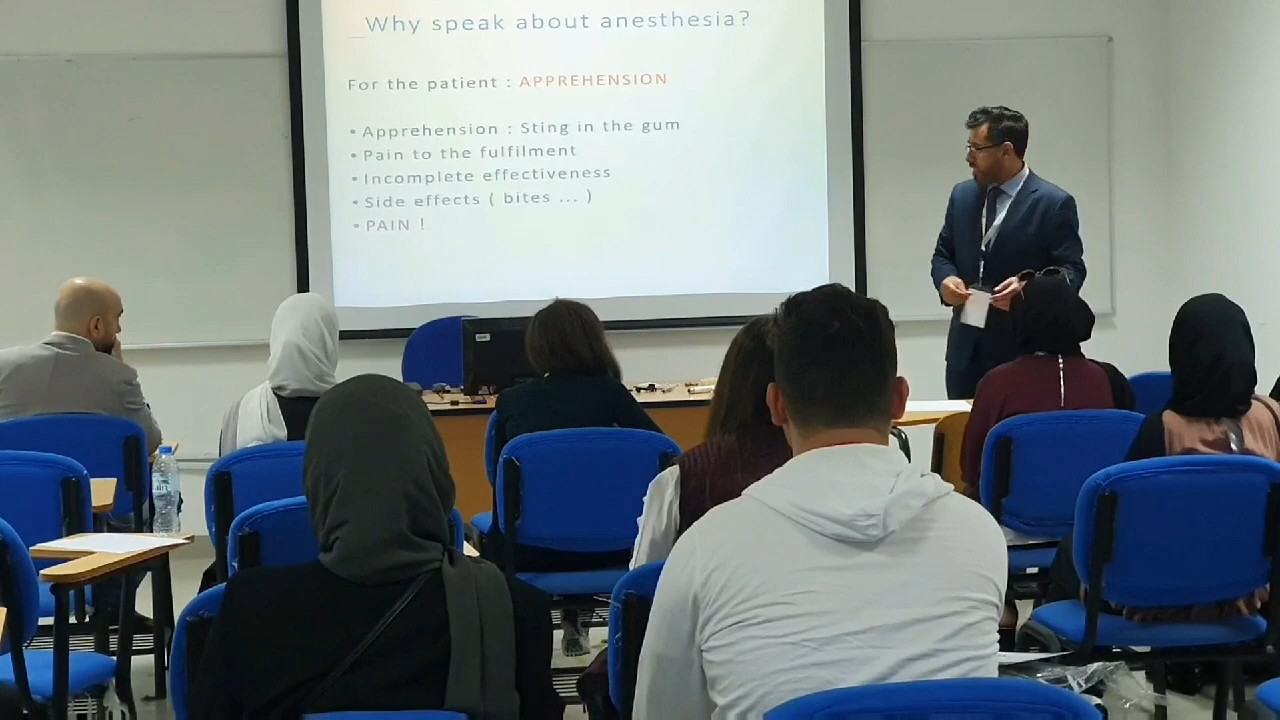 Why speak about anesthesia?
For the patient : APPREHENSION
• Apprehension : Sting in the gum
• Pain to the fulfilment
• Incomplete effectiveness
• Side effects ( bites ... )
• PAIN !